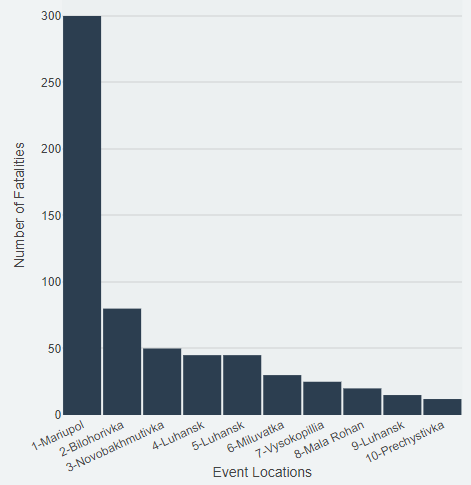 300
250
200
150
100
50
0
Number of Fatalities
1-Mariupol
2-Bilohorivka
3-Novobakhmutivka
4-Luhansk
5-Luhansk
6-Miluvatka
7-Vysokopillia
8-Mala Rohan
9-Luhansk
10-Prechystivka
Event Locations